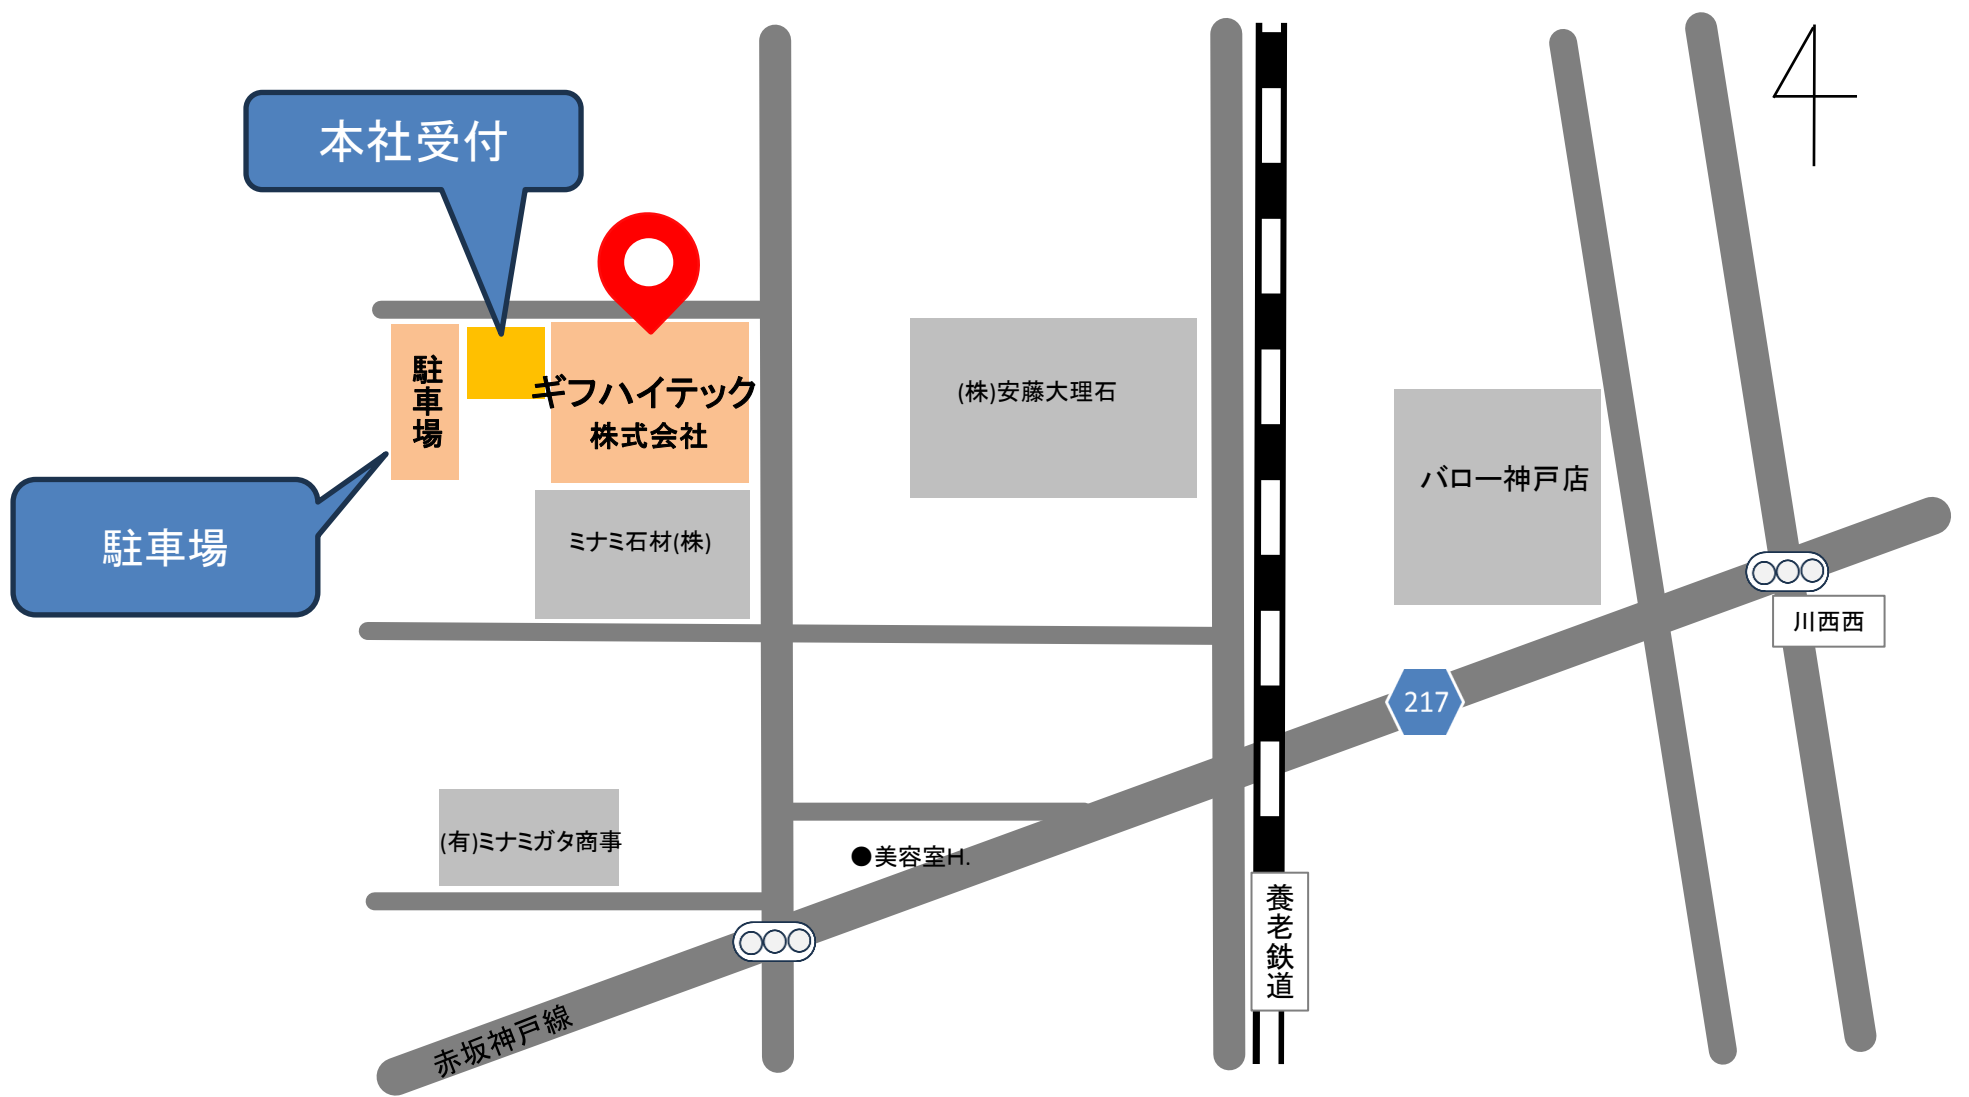 本社受付
駐車場
ギフハイテック
株式会社
(株)安藤大理石
バロー神戸店
駐車場
ミナミ石材(株)
川西西
217
(有)ミナミガタ商事
●美容室H.
養老鉄道
赤坂神戸線